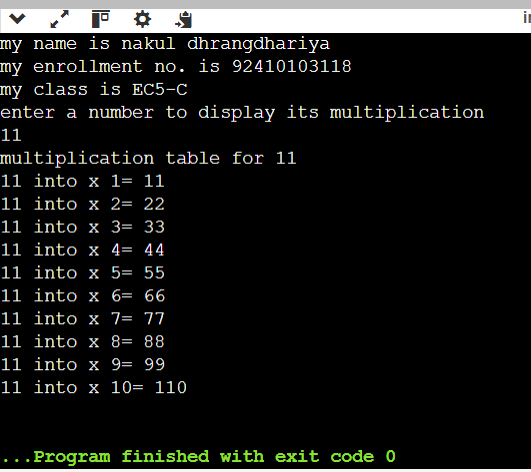 my name is nakul dhrangdhariya
my enrollment no. is 92410103118
my class is EC5-C
enter a number to display its multiplication
11
multiplication table for 11
11 into x 1= 11
11 into x 2= 22
11 into x 3= 33
11 into x 4= 44
11 into x 5= 55
11 into x 6= 66
11 into x 7= 77
11 into x 8= 88
11 into x 9= 99
11 into x 10= 110
...Program finished with exit code 0